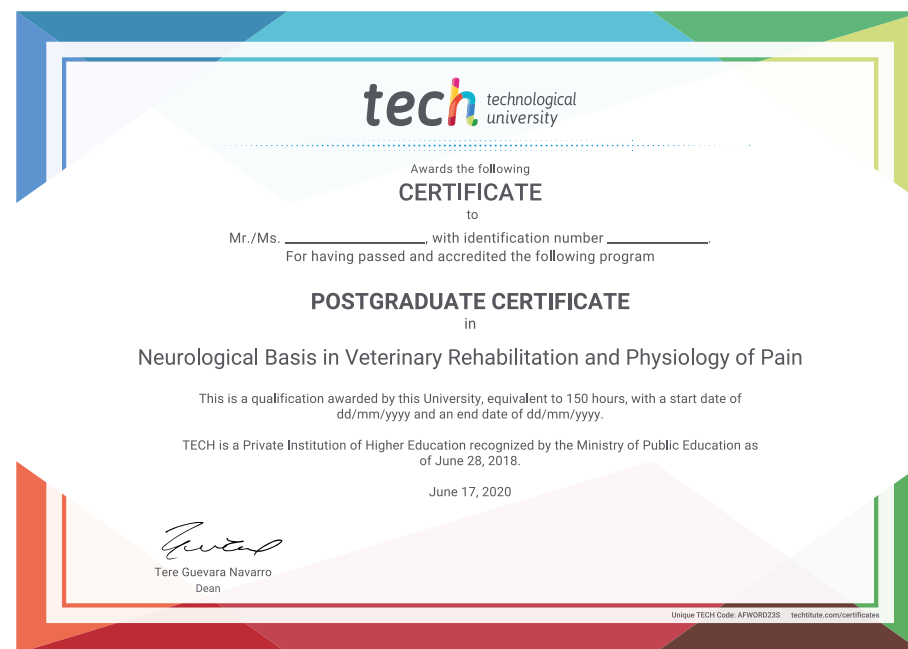 tech technological
university
Awards the following
CERTIFICATE
to
Mr./Ms. ____________________, with identification number ______________.
For having passed and accredited the following program
POSTGRADUATE CERTIFICATE
in
Neurological Basis in Veterinary Rehabilitation and Physiology of Pain
This is a qualification awarded by this University, equivalent to 150 hours, with a start date of
dd/mm/yyyy and an end date of dd/mm/yyyy.
TECH is a Private Institution of Higher Education recognized by the Ministry of Public Education as
of June 28, 2018.
June 17, 2020
Tere Guevara Navarro
Dean
Unique TECH Code: AFWORD23S techtitute.com/certificates